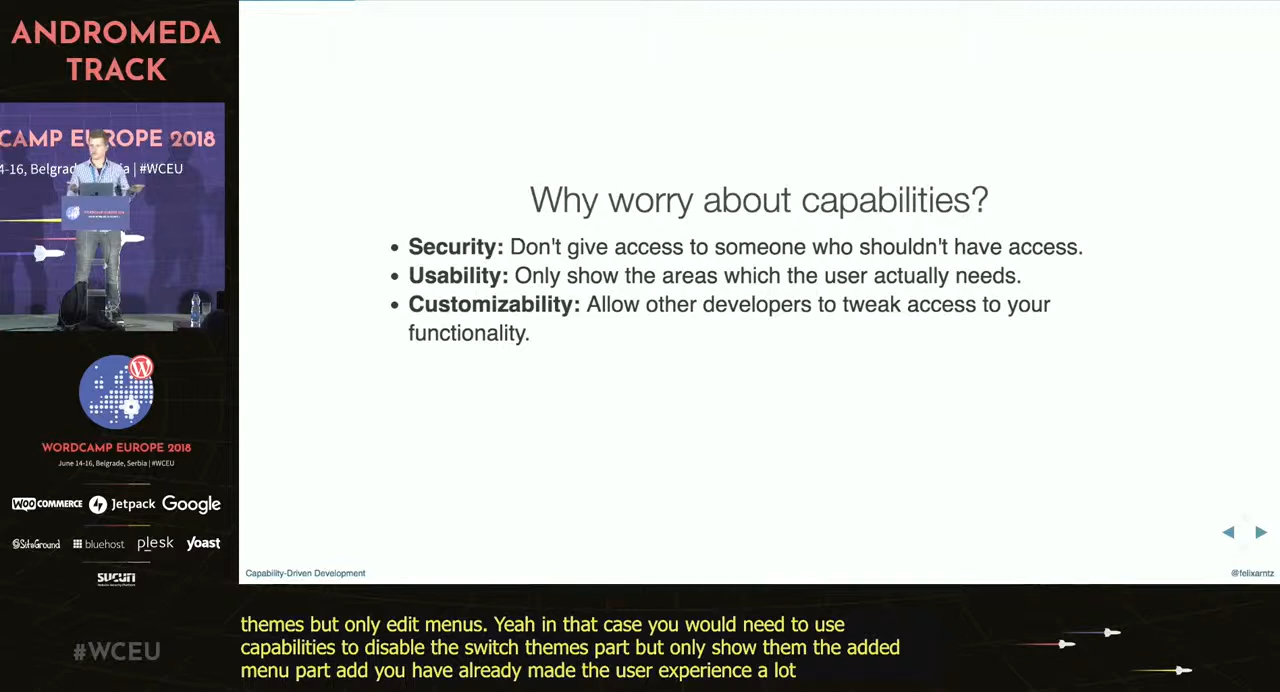 ANDROMEDA
TRACK
CAMP EUROPE 2018
4-16, Belgrade, Serbia | #WCEU
WORDCAMP EUROPE 2018
June 14-16, Belgrade, Serbia | #WCEU
WOO COMMERCE Jetpack Google
SiteGround bluehost plesk yoast
SUCURI
#WCEU
Why worry about capabilities?
• Security: Don't give access to someone who shouldn't have access.
• Usability: Only show the areas which the user actually needs.
• Customizability: Allow other developers to tweak access to your
functionality.
Capability-Driven Development
@felixarntz
themes but only edit menus. Yeah in that case you would need to use
capabilities to disable the switch themes part but only show them the added
menu part add you have already made the user experience a lot